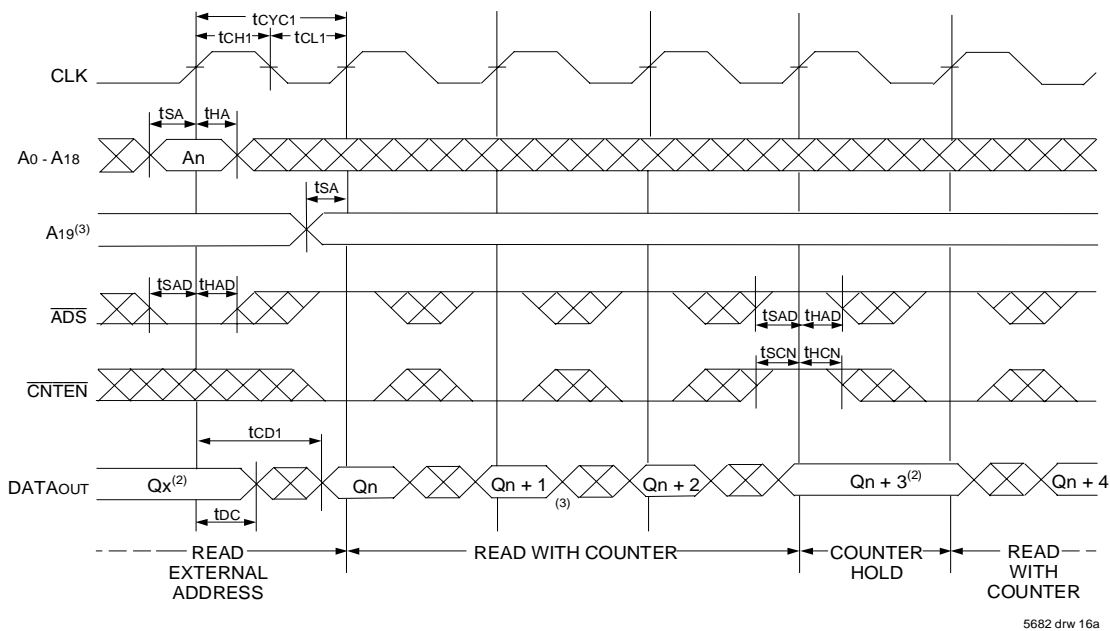 tCYC1
tCH1 tCL1
CLK
tSA tHA
A0 - A18 An
tSA
A19(3)
tSAD tHAD
ADS
tSAD tHAD
tSCN tHCN
CNTEN
tCD1
DATAOUT Qx(2) Qn Qn + 1 (3) Qn + 2 Qn + 3(2) Qn + 4
tDC
READ EXTERNAL ADDRESS
READ WITH COUNTER
COUNTER HOLD
READ WITH COUNTER
5682 drw 16a